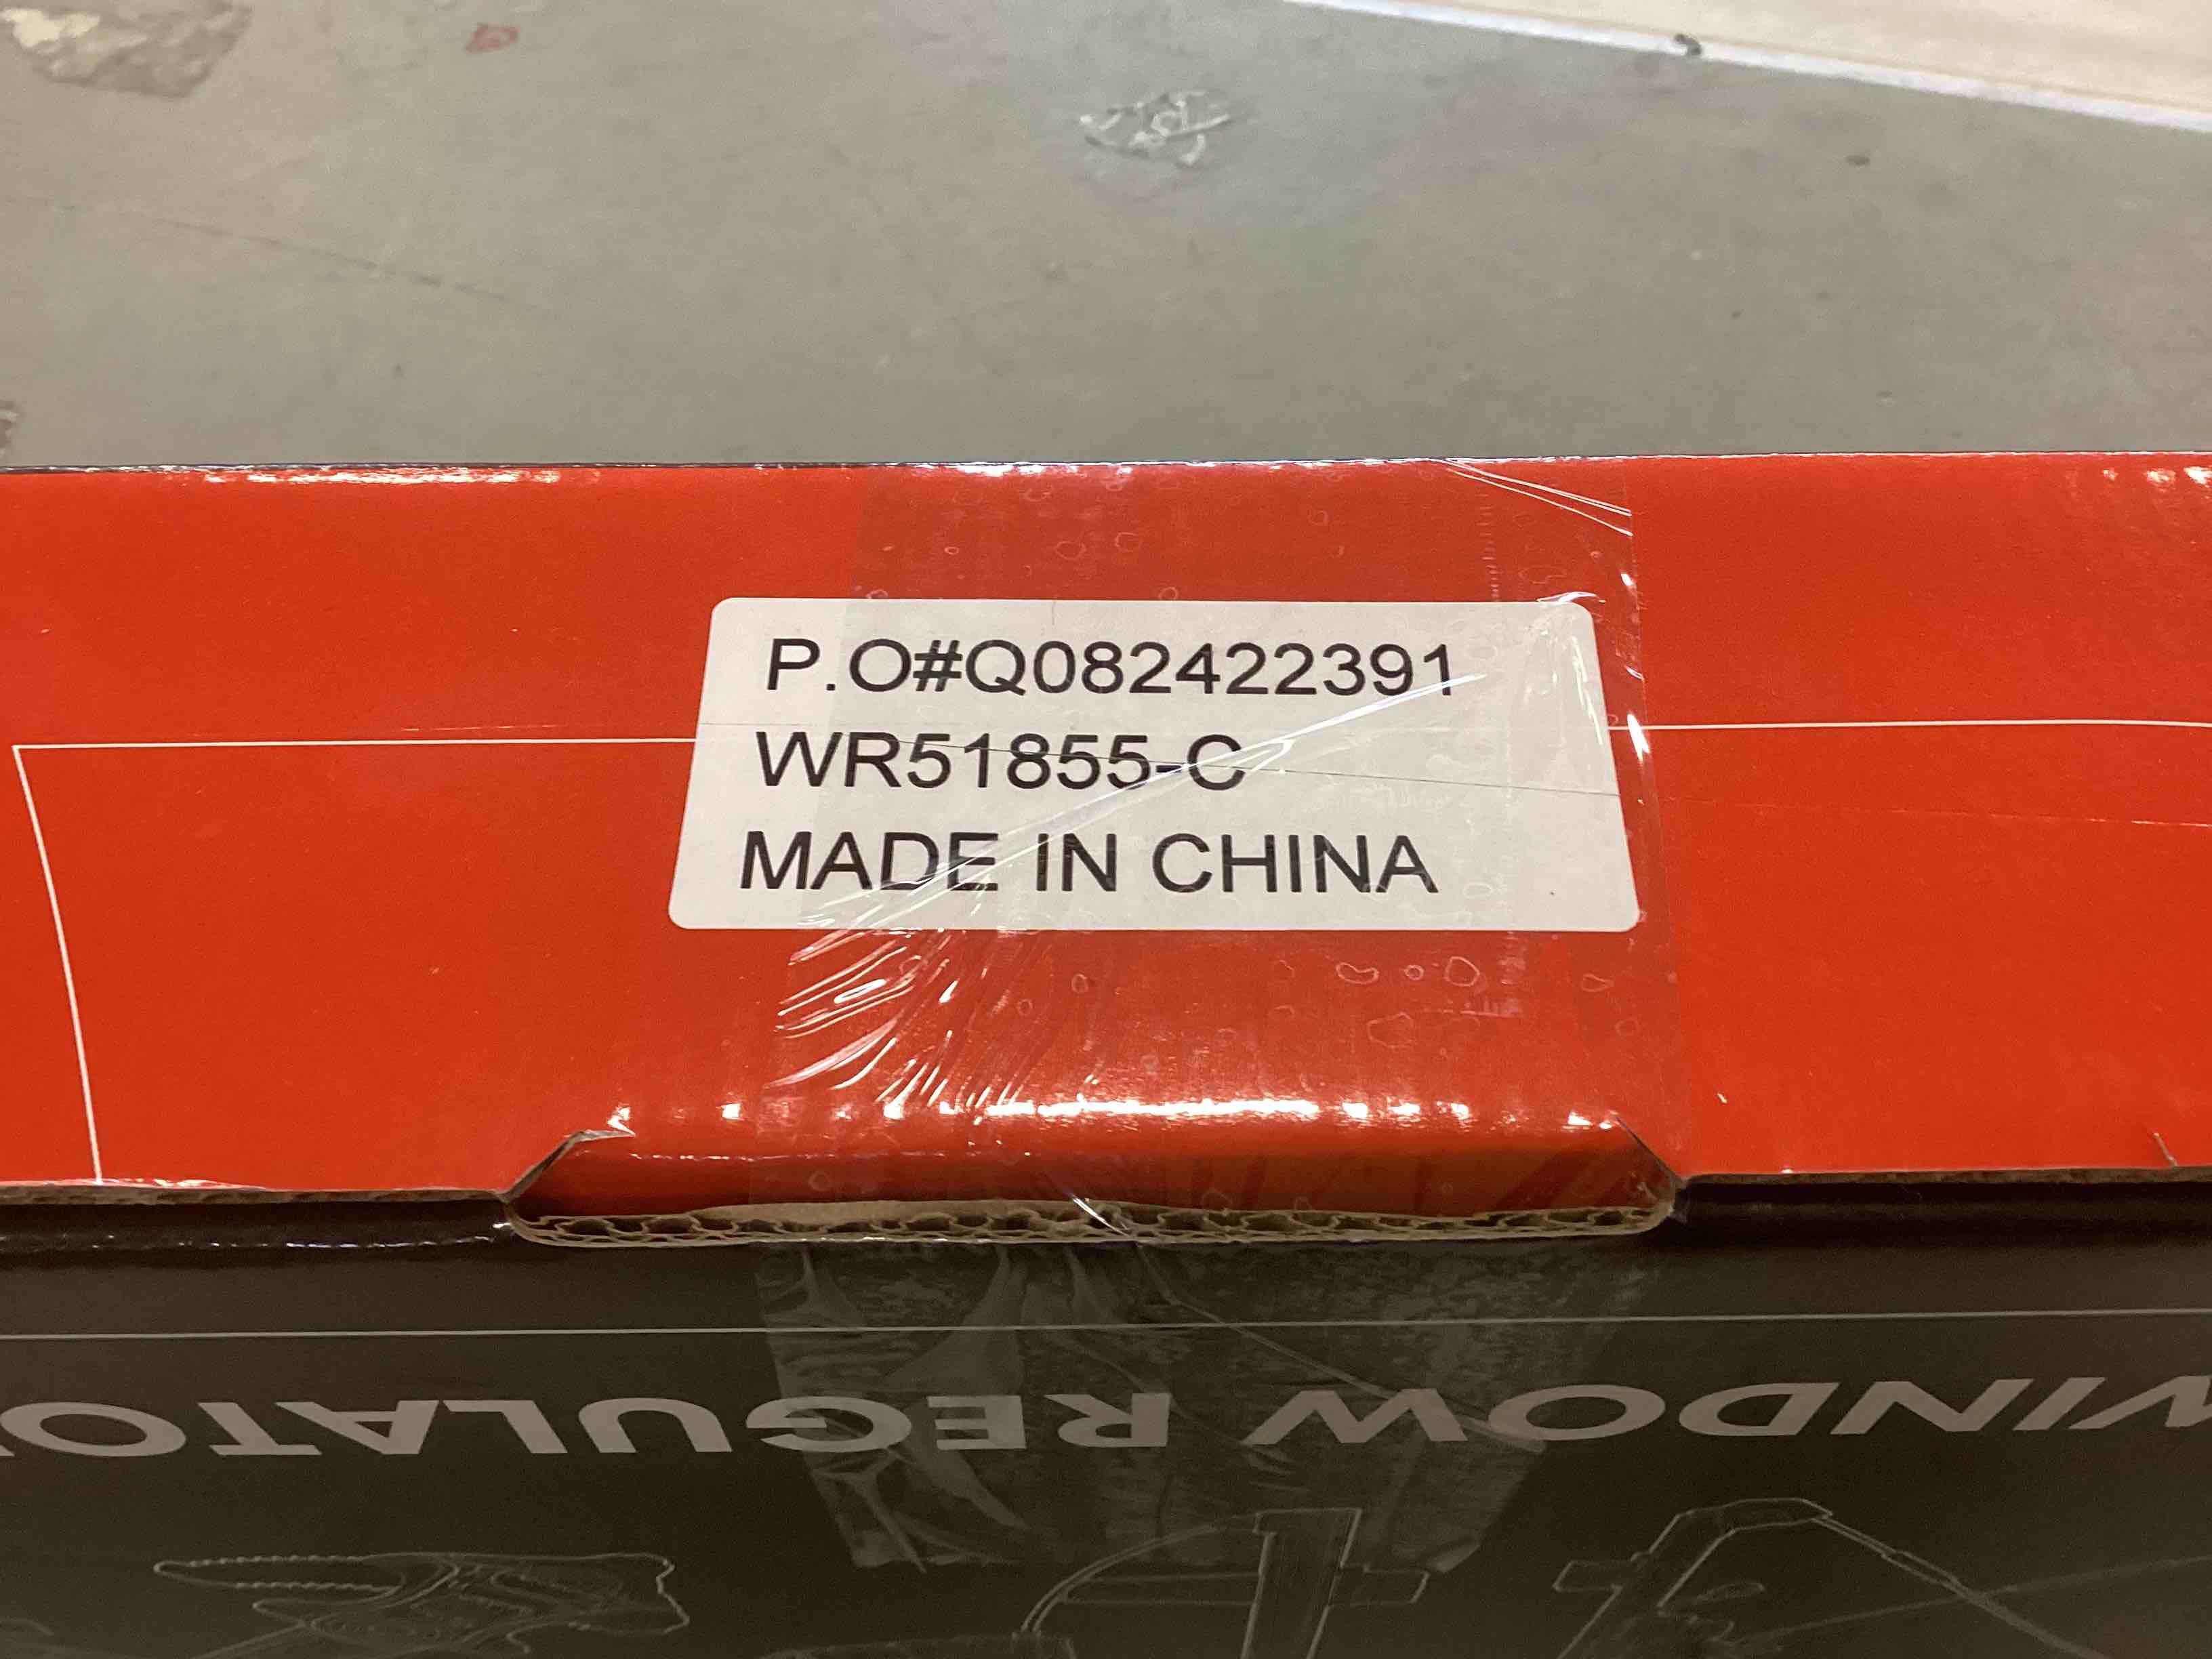 P.O#Q082422391
WR51855-C
MADE IN CHINA
WINDOW REGULATO